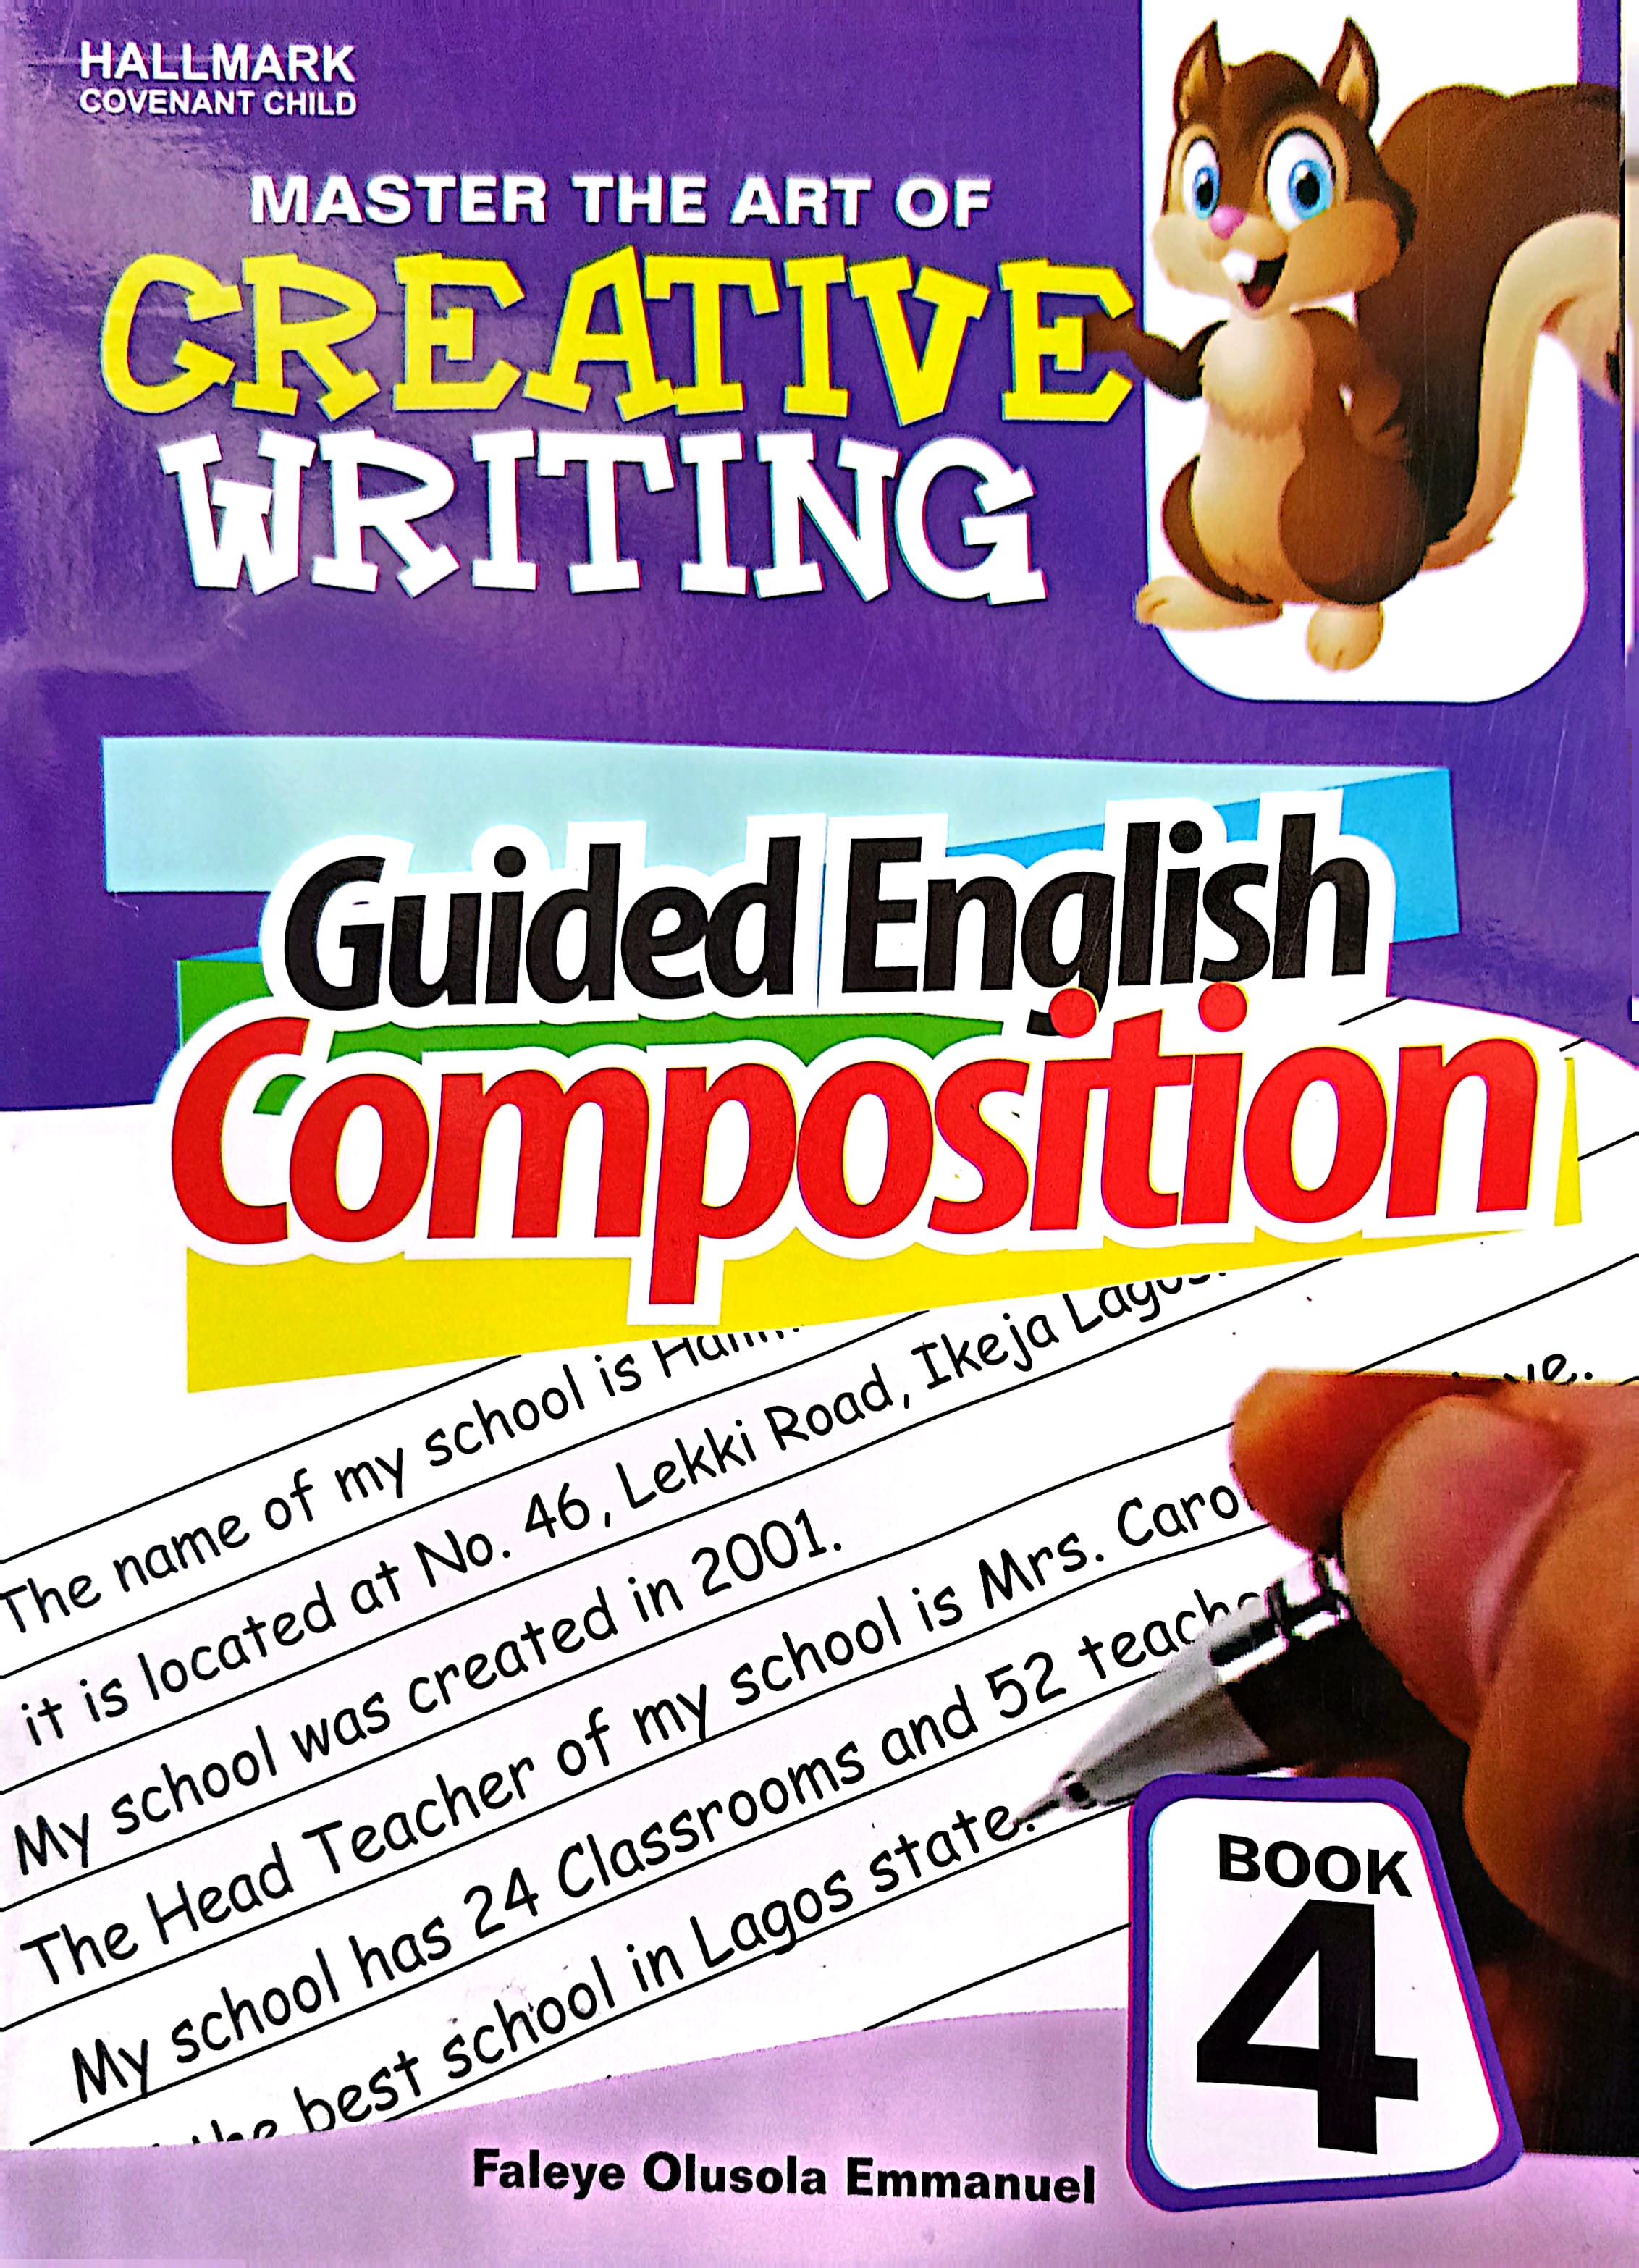 HALLMARK
COVENANT CHILD
MASTER THE ART OF
CREATIVE
WRITING
Guided English
Composition
The name of my school is
it is located at No. 46, Lekki Road, Ikeja Lagos.
My school was created in 2001.
The Head Teacher of my school is Mrs. Caro
My school has 24 Classrooms and 52
the best school in Lagos state.
BOOK
4
Faleye Olusola Emmanuel